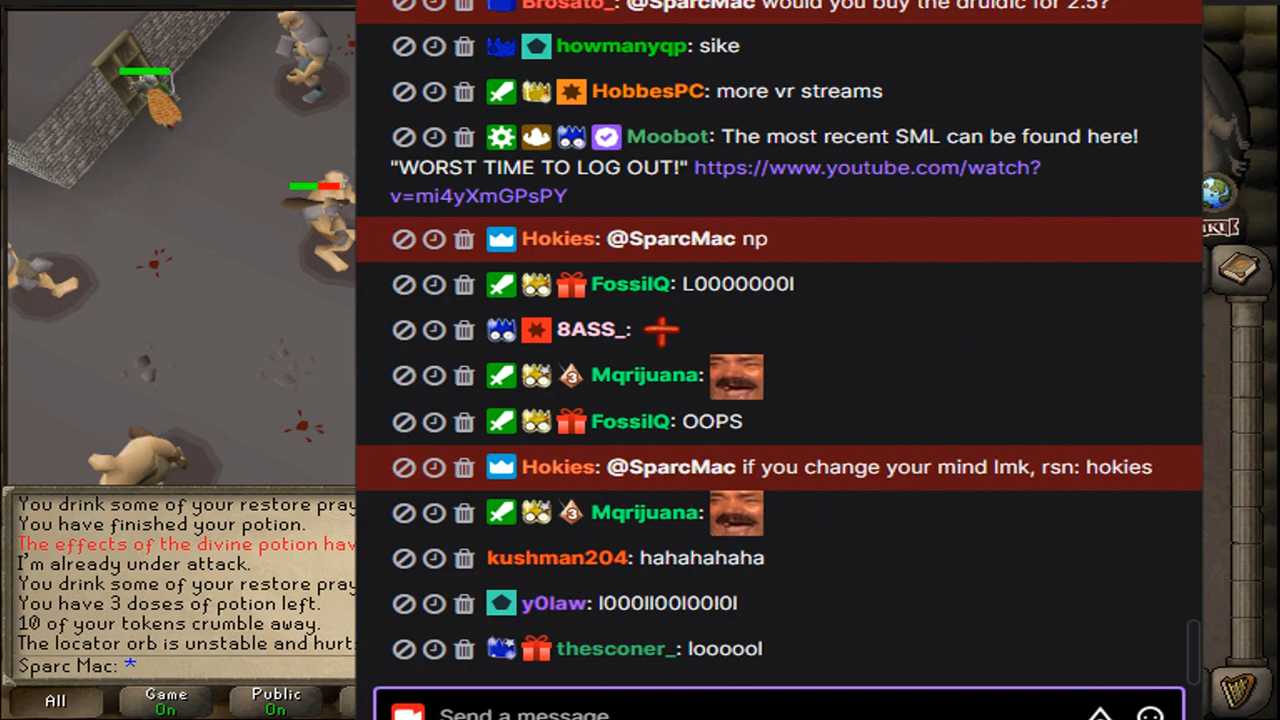 Brosato_: @SparcMac would you buy the druidic for 2.5?
howmanyqp: sike
HobbesPC: more vr streams
Moobot: The most recent SML can be found here!
"WORST TIME TO LOG OUT!" https://www.youtube.com/watch?
v=mi4yXmGPsPY
Hokies: @SparcMac np
FossilQ: LOOOOOOOl
8ASS_:
3 Mqrijuana:
FossilQ: OOPS
Hokies: @SparcMac if you change your mind lmk, rsn: hokies
3 Mqrijuana:
kushman204: hahahahaha
y0law: l000ll00l00l0l
thesconer_: loooool
Send a message
You drink some of your restore pray
You have finished your potion.
The effects of the divine potion hav
I'm already under attack.
You drink some of your restore pray
You have 3 doses of potion left.
10 of your tokens crumble away.
The locator orb is unstable and hurt
Sparc Mac: *
All
Game
On
Public
On